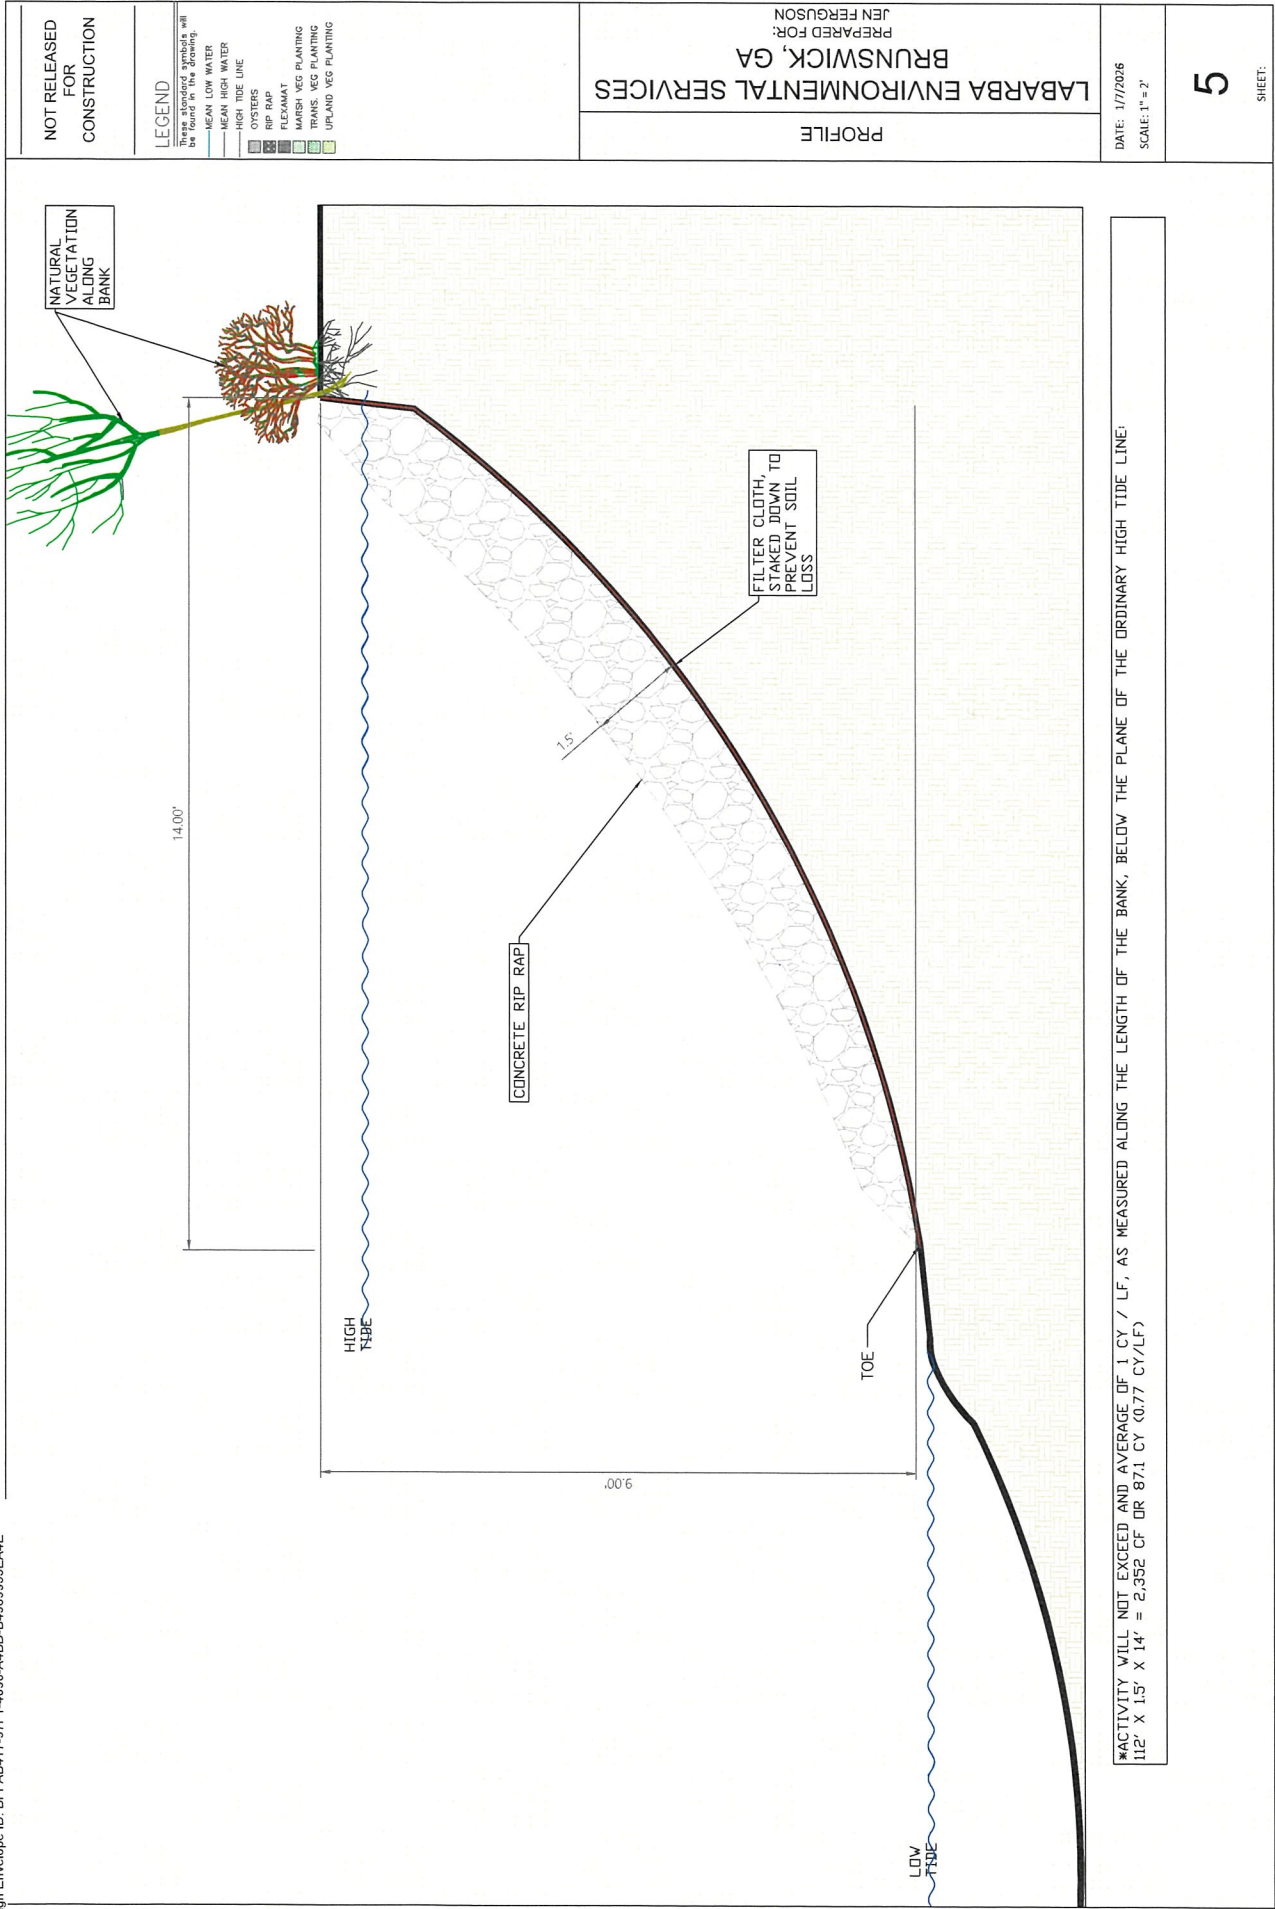 NOT RELEASED
FOR
CONSTRUCTION
LEGEND
These standard symbols will
be found in the drawing.
MEAN LOW WATER
MEAN HIGH WATER
HIGH TIDE LINE
OYSTERS
RIP RAP
FLEXAMAT
MARSH VEG PLANTING
TRANS. VEG PLANTING
UPLAND VEG PLANTING
PROFILE
LABARBA ENVIRONMENTAL SERVICES
BRUNSWICK, GA
PREPARED FOR:
JEN FERGUSON
DATE: 1/7/2026
SCALE: 1" = 2'
5
SHEET:
NATURAL
VEGETATION
ALONG
BANK
14.00'
HIGH
TIDE
CONCRETE RIP RAP
1.5'
FILTER CLOTH,
STAKED DOWN TO
PREVENT SOIL
LOSS
TOE
9.00'
LOW
TIDE
*ACTIVITY WILL NOT EXCEED AND AVERAGE OF 1 CY / LF, AS MEASURED ALONG THE LENGTH OF THE BANK, BELOW THE PLANE OF THE ORDINARY HIGH TIDE LINE:
112' X 1.5' X 14' = 2,352 CF OR 87.1 CY (0.77 CY/LF)